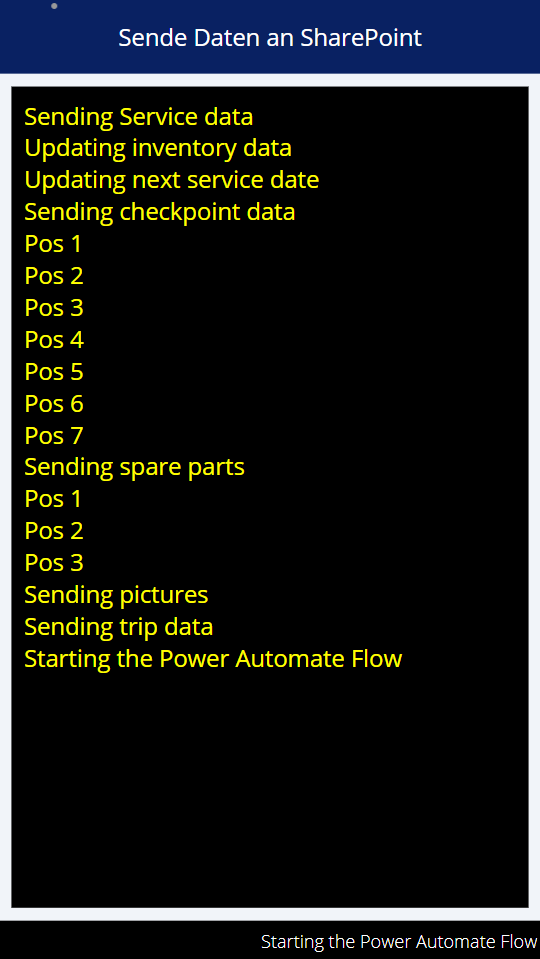 Sende Daten an SharePoint
Sending Service data
Updating inventory data
Updating next service date
Sending checkpoint data
Pos 1
Pos 2
Pos 3
Pos 4
Pos 5
Pos 6
Pos 7
Sending spare parts
Pos 1
Pos 2
Pos 3
Sending pictures
Sending trip data
Starting the Power Automate Flow
Starting the Power Automate Flow